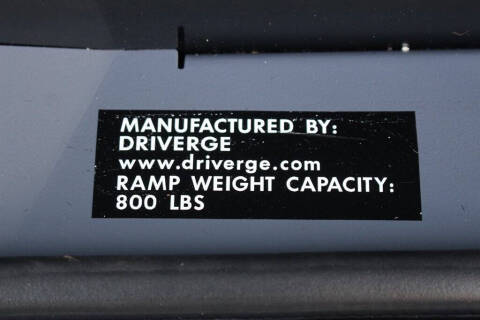 MANUFACTURED BY:
DRIVERGE
www.driverge.com
RAMP WEIGHT CAPACITY:
800 LBS